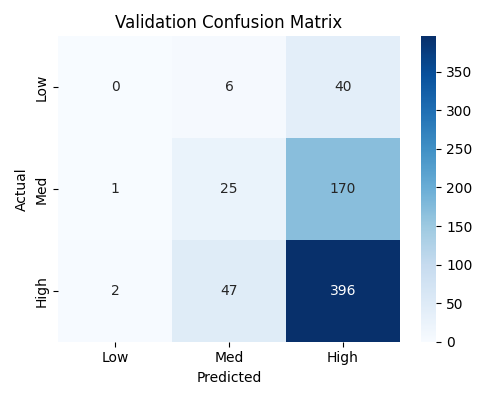 Validation Confusion Matrix
Actual
Low
0 6 40
Med
1 25 170
High
2 47 396
Low Med High
Predicted
350
300
250
200
150
100
50
0